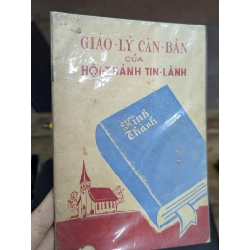 GIÁO-LÝ CĂN-BẢN
CỦA
HỘI-THÁNH TIN-LÀNH
Kinh
Thánh